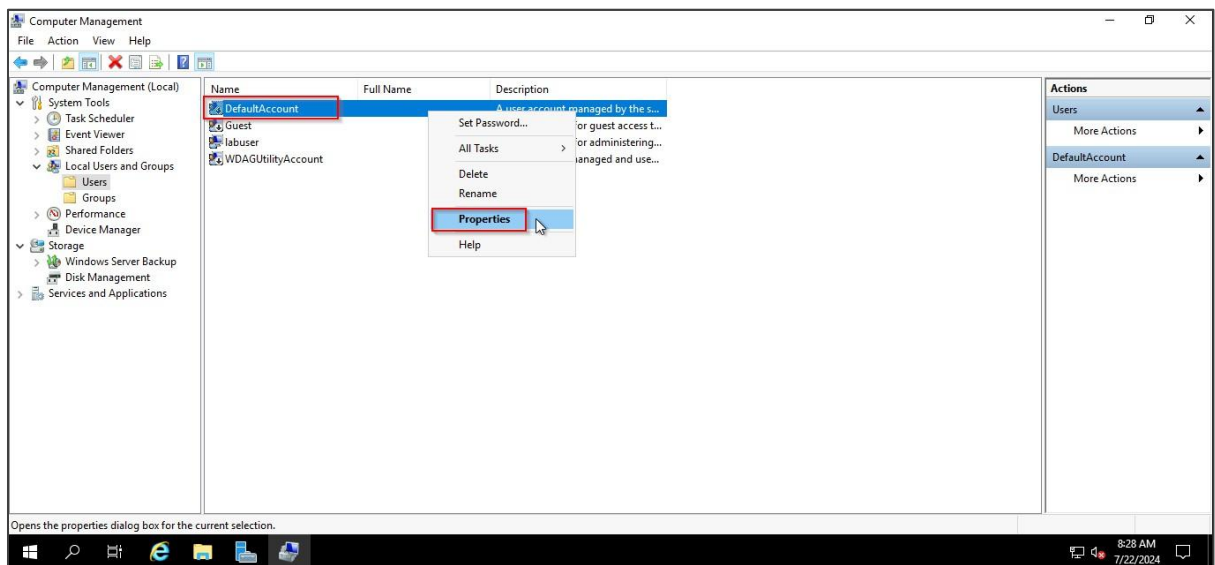 Computer Management
File Action View Help
Computer Management (Local)
System Tools
Task Scheduler
Event Viewer
Shared Folders
Local Users and Groups
Users
Groups
Performance
Device Manager
Storage
Windows Server Backup
Disk Management
Services and Applications
Name Full Name Description
DefaultAccount A user account managed by the s...
Guest for guest access t...
labuser for administering...
WDAGUtilityAccount managed and use...
Set Password...
All Tasks
Delete
Rename
Properties
Help
Actions
Users
More Actions
DefaultAccount
More Actions
Opens the properties dialog box for the current selection.
8:28 AM
7/22/2024